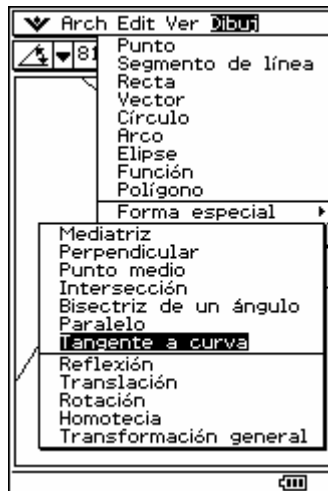 Arch Edit Ver Dibuj
81
Punto
Segmento de línea
Recta
Vector
Círculo
Arco
Elipse
Función
Polígono
Forma especial
Mediatriz
Perpendicular
Punto medio
Intersección
Bisectriz de un ángulo
Paralelo
Tangente a curva
Reflexión
Translación
Rotación
Homotecia
Transformación general